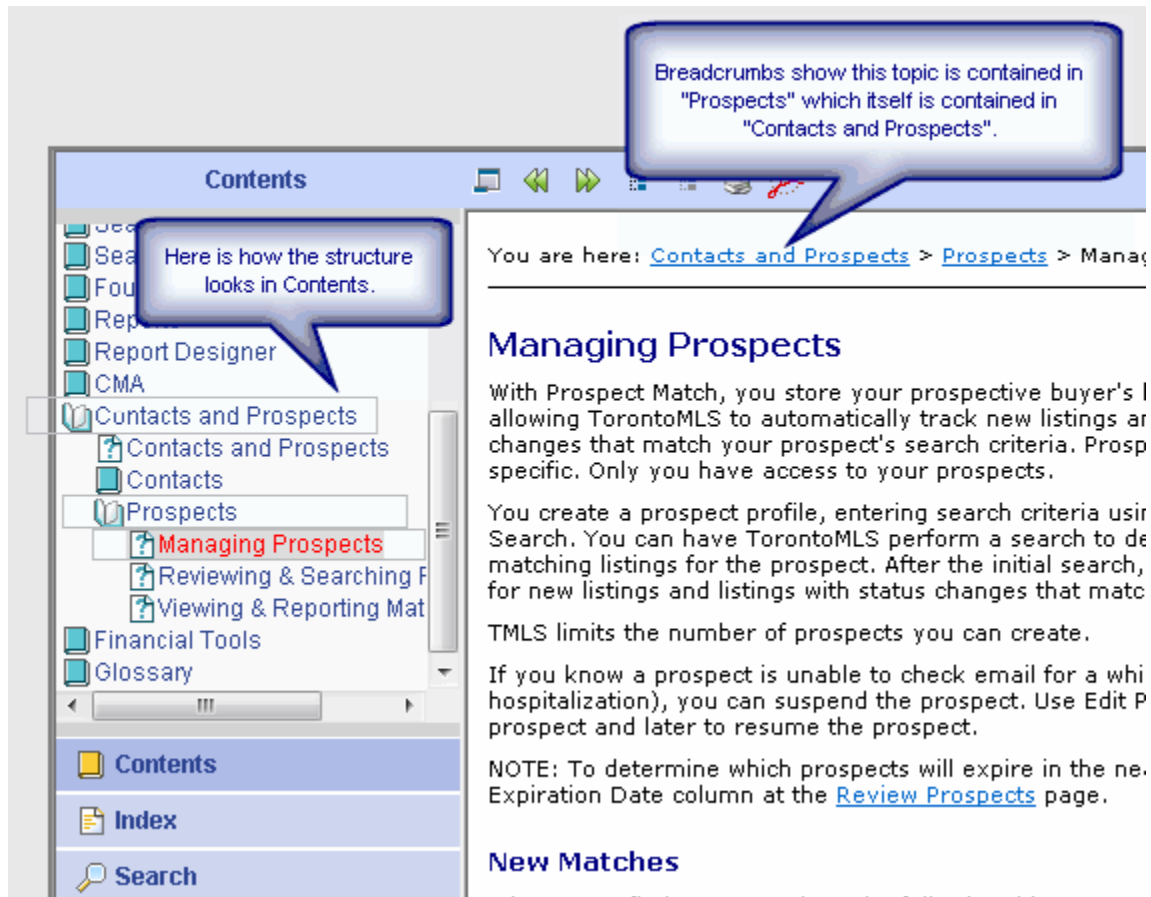 Breadcrumbs show this topic is contained in
"Prospects" which itself is contained in
"Contacts and Prospects".
Contents
Here is how the structure
looks in Contents.
Report Designer
CMA
Contacts and Prospects
Contacts and Prospects
Contacts
Prospects
Managing Prospects
Reviewing & Searching
Viewing & Reporting
Financial Tools
Glossary
Contents
Index
Search
You are here: Contacts and Prospects > Prospects >
Managing Prospects
With Prospect Match, you store your prospective buyer's
allowing TorontoMLS to automatically track new listings
changes that match your prospect's search criteria.
specific. Only you have access to your prospects.
You create a prospect profile, entering search criteria
Search. You can have TorontoMLS perform a search to
matching listings for the prospect. After the initial search,
for new listings and listings with status changes that
TMLS limits the number of prospects you can create.
If you know a prospect is unable to check email for a
hospitalization), you can suspend the prospect. Use Edit
prospect and later to resume the prospect.
NOTE: To determine which prospects will expire in the
Expiration Date column at the Review Prospects page.
New Matches